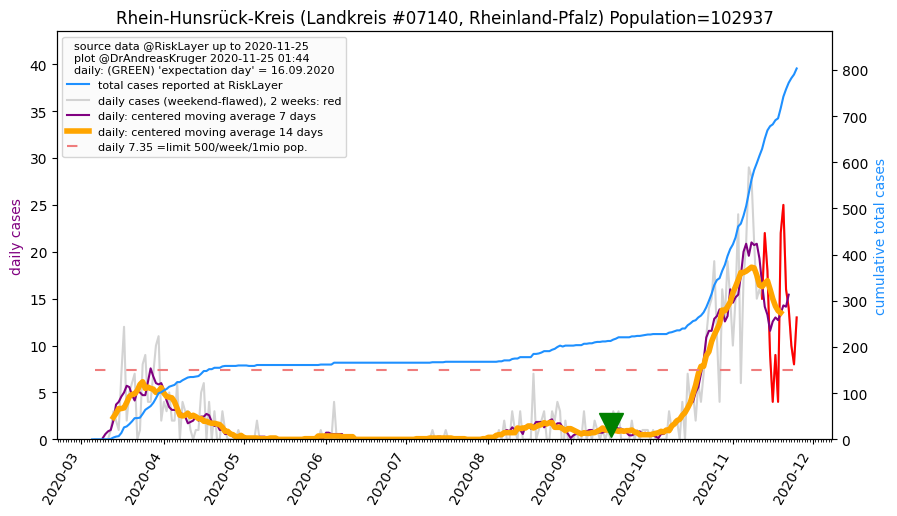 Rhein-Hunsrück-Kreis (Landkreis #07140, Rheinland-Pfalz) Population=102937
source data @RiskLayer up to 2020-11-25
plot @DrAndreasKruger 2020-11-25 01:44
daily: (GREEN) 'expectation day' = 16.09.2020
total cases reported at RiskLayer
daily cases (weekend-flawed), 2 weeks: red
daily: centered moving average 7 days
daily: centered moving average 14 days
daily 7.35 =limit 500/week/1mio pop.
daily cases
40
35
30
25
20
15
10
5
0
cumulative total cases
800
700
600
500
400
300
200
100
0
2020-03
2020-04
2020-05
2020-06
2020-07
2020-08
2020-09
2020-10
2020-11
2020-12